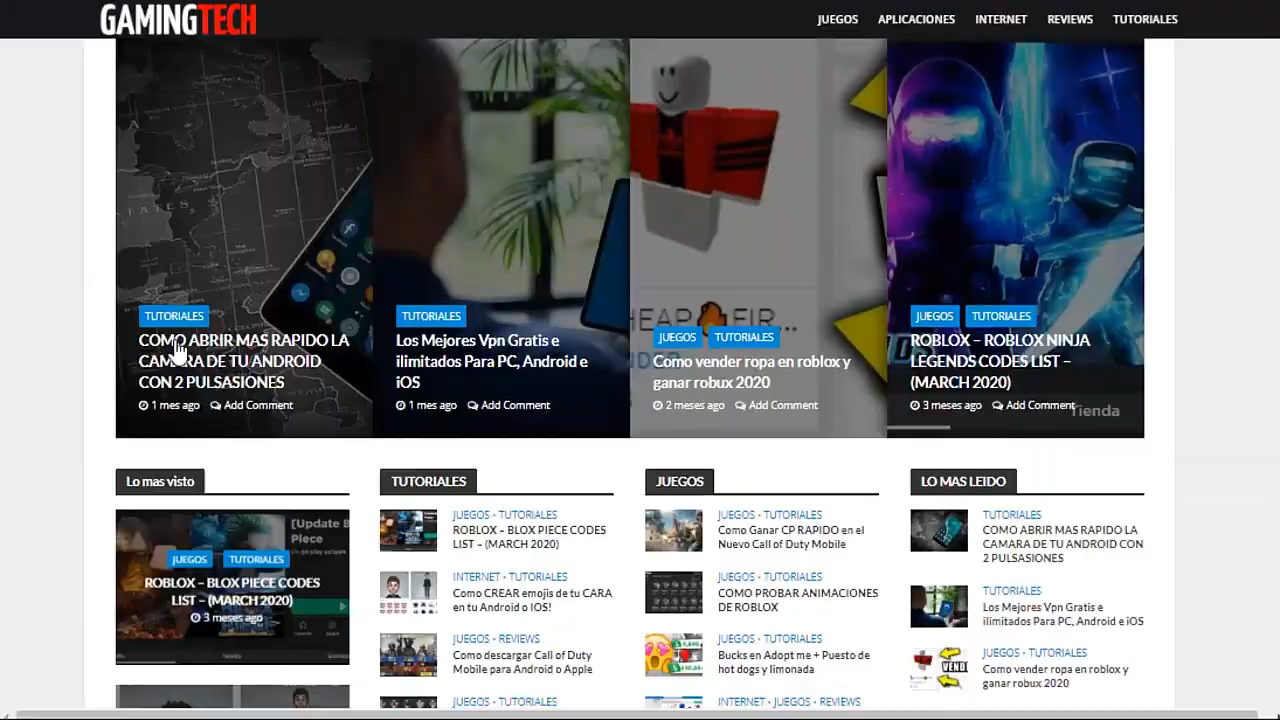 GAMINGTECH
JUEGOS
APLICACIONES
INTERNET
REVIEWS
TUTORIALES
TUTORIALES
COMO ABRIR MAS RAPIDO LA
CAMARA DE TU ANDROID
CON 2 PULSASIONES
1 mes ago
Add Comment
TUTORIALES
Los Mejores Vpn Gratis e
ilimitados Para PC, Android e
iOS
1 mes ago
Add Comment
JUEGOS
TUTORIALES
Como vender ropa en roblox y
ganar robux 2020
2 meses ago
Add Comment
JUEGOS
TUTORIALES
ROBLOX – ROBLOX NINJA
LEGENDS CODES LIST –
(MARCH 2020)
3 meses ago
Add Comment
Tienda
Lo mas visto
[Update 8
Piece
JUEGOS
TUTORIALES
ROBLOX – BLOX PIECE CODES
LIST – (MARCH 2020)
3 meses ago
TUTORIALES
JUEGOS • TUTORIALES
ROBLOX – BLOX PIECE CODES
LIST – (MARCH 2020)
INTERNET • TUTORIALES
Como CREAR emojis de tu CARA
en tu Android o IOS!
JUEGOS • REVIEWS
Como descargar Call of Duty
Mobile para Android o Apple
JUEGOS • TUTORIALES
JUEGOS
JUEGOS • TUTORIALES
Como Ganar CP RAPIDO en el
Nuevo Call of Duty Mobile
JUEGOS • TUTORIALES
COMO PROBAR ANIMACIONES
DE ROBLOX
JUEGOS • TUTORIALES
Bucks en Adopt me + Puesto de
hot dogs y limonada
INTERNET • JUEGOS • REVIEWS
LO MAS LEIDO
TUTORIALES
COMO ABRIR MAS RAPIDO LA
CAMARA DE TU ANDROID CON
2 PULSASIONES
TUTORIALES
Los Mejores Vpn Gratis e
ilimitados Para PC, Android e iOS
JUEGOS • TUTORIALES
Como vender ropa en roblox y
ganar robux 2020
VEND